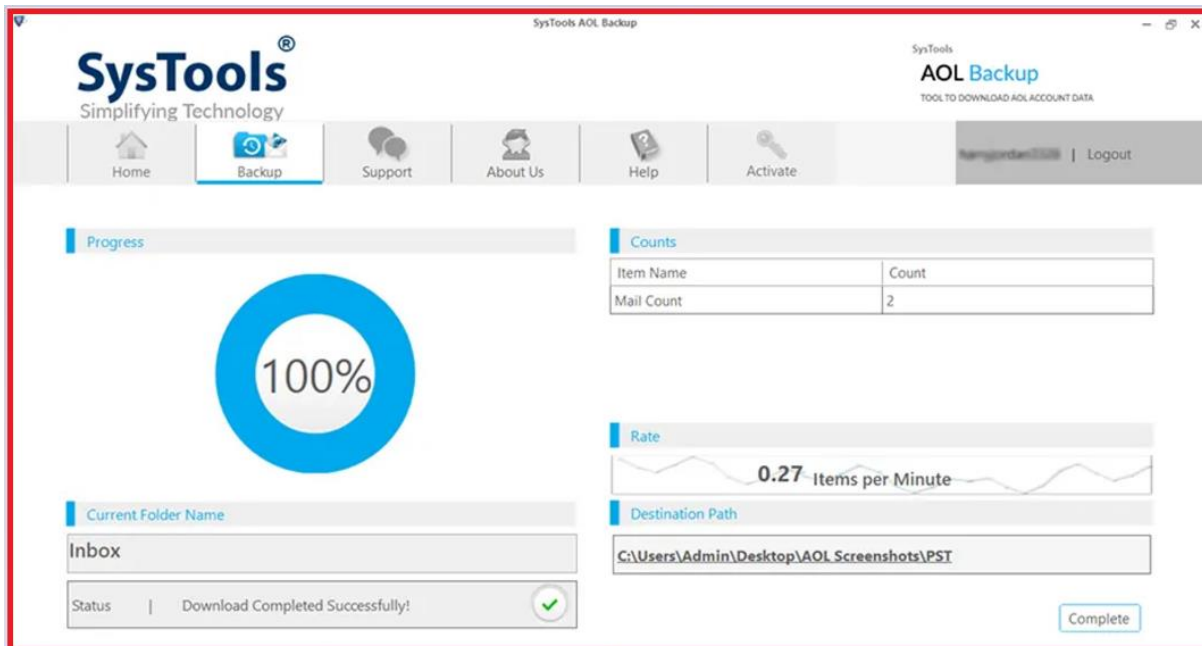 SysTools AOL Backup
SysTools®
Simplifying Technology
SysTools
AOL Backup
TOOL TO DOWNLOAD AOL ACCOUNT DATA
Home
Backup
Support
About Us
Help
Activate
| Logout
Progress
100%
Counts
Item Name Count
Mail Count 2
Rate
0.27 Items per Minute
Current Folder Name
Inbox
Status | Download Completed Successfully!
Destination Path
C:\Users\Admin\Desktop\AOL Screenshots\PST
Complete